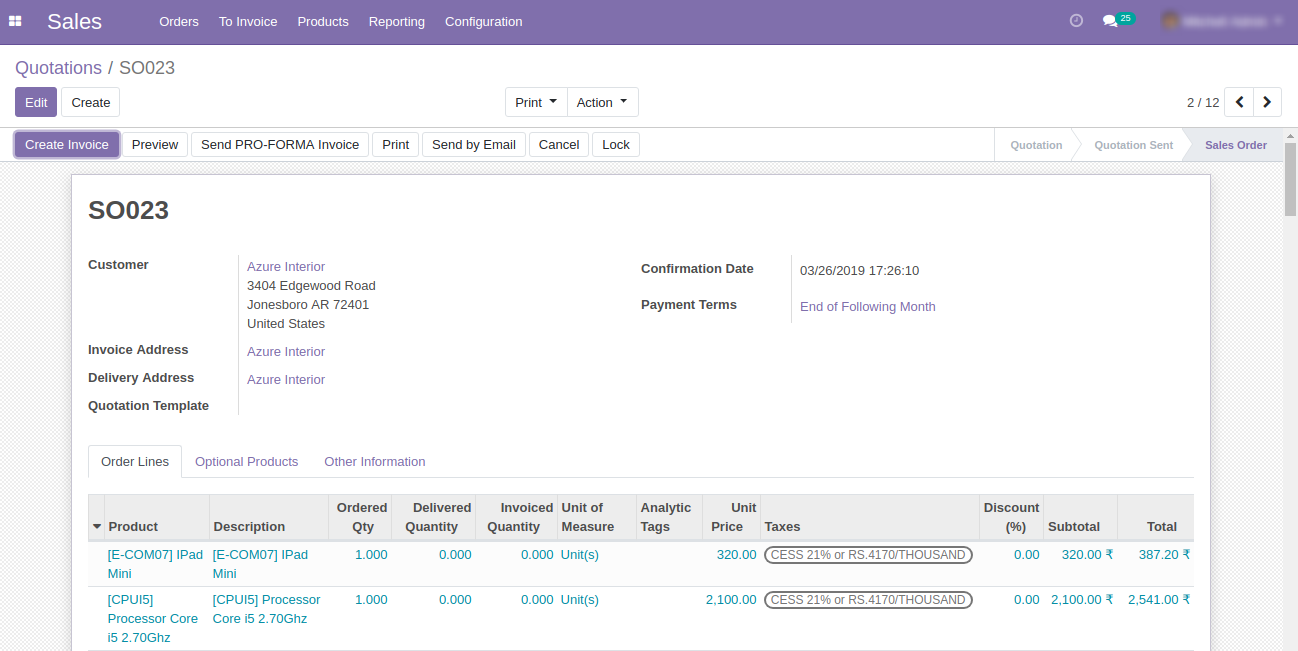 Sales Orders To Invoice Products Reporting Configuration 25
Quotations / SO023
Edit Create Print Action 2 / 12
Create Invoice Preview Send PRO-FORMA Invoice Print Send by Email Cancel Lock Quotation Quotation Sent Sales Order
SO023
Customer
Azure Interior
3404 Edgewood Road
Jonesboro AR 72401
United States
Invoice Address Azure Interior
Delivery Address Azure Interior
Quotation Template
Confirmation Date 03/26/2019 17:26:10
Payment Terms End of Following Month
Order Lines Optional Products Other Information
Ordered Delivered Invoiced Unit of Analytic Unit Discount
Product Description Qty Quantity Quantity Measure Tags Price Taxes (%) Subtotal Total
[E-COM07] IPad [E-COM07] IPad 1.000 0.000 0.000 Unit(s) 320.00 CESS 21% or RS.4170/THOUSAND 0.00 320.00 ₹ 387.20 ₹
Mini Mini
[CPUI5] [CPUI5] Processor 1.000 0.000 0.000 Unit(s) 2,100.00 CESS 21% or RS.4170/THOUSAND 0.00 2,100.00 ₹ 2,541.00 ₹
Processor Core Core i5 2.70Ghz
i5 2.70Ghz